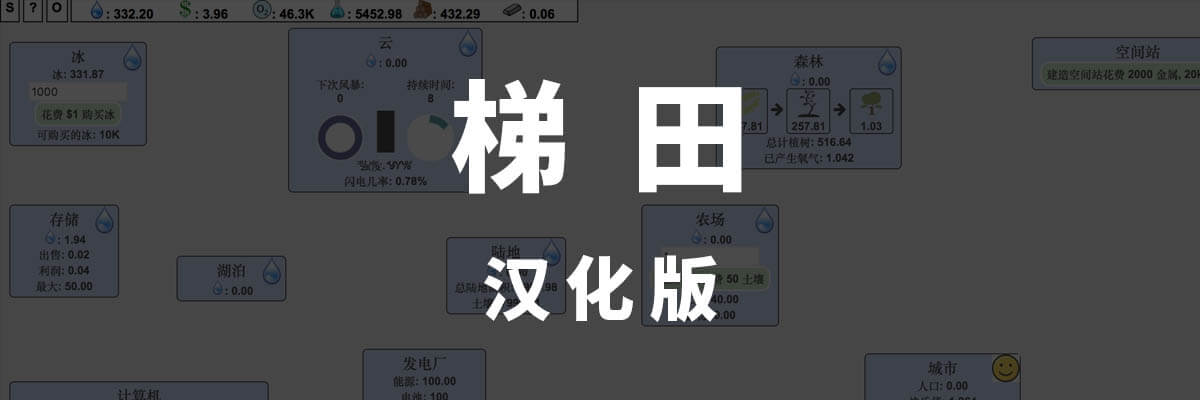 S ? O : 332.20 $ : 3.96 O₂ : 46.3K : 5452.98 : 432.29 : 0.06
冰
冰: 331.87
1000
花费 $1 购买冰
可购买的冰: 10K
云
: 0.00
下次风暴: 持续时间:
0 8
闪电几率: 0.78%
森林
: 0.00
257.81 1.03
总计植树: 516.64
已产生氧气: 1.042
空间站
建造空间站花费 2000 金属, 20k
梯田
汉化版
存储
: 1.94
出售: 0.02
利润: 0.04
最大: 50.00
湖泊
: 0.00
陆地
农场
: 0.00
费 50 土壤
发电厂
能源: 100.00
电池: 100
城市
人口: 0.00
计算机